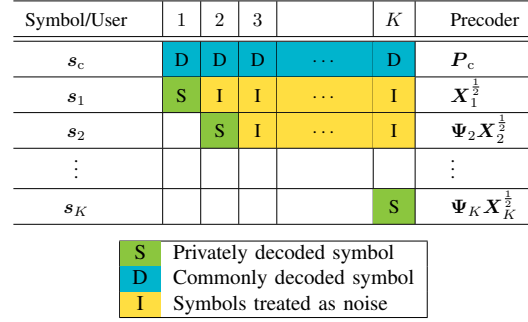 Symbol/User 1 2 3 K Precoder
s_c D D D ⋯ D P_c
s_1 S I I ⋯ I X_1^{1/2}
s_2 S I ⋯ I Ψ_2 X_2^{1/2}
⋮ ⋮
s_K S Ψ_K X_K^{1/2}
S Privately decoded symbol
D Commonly decoded symbol
I Symbols treated as noise